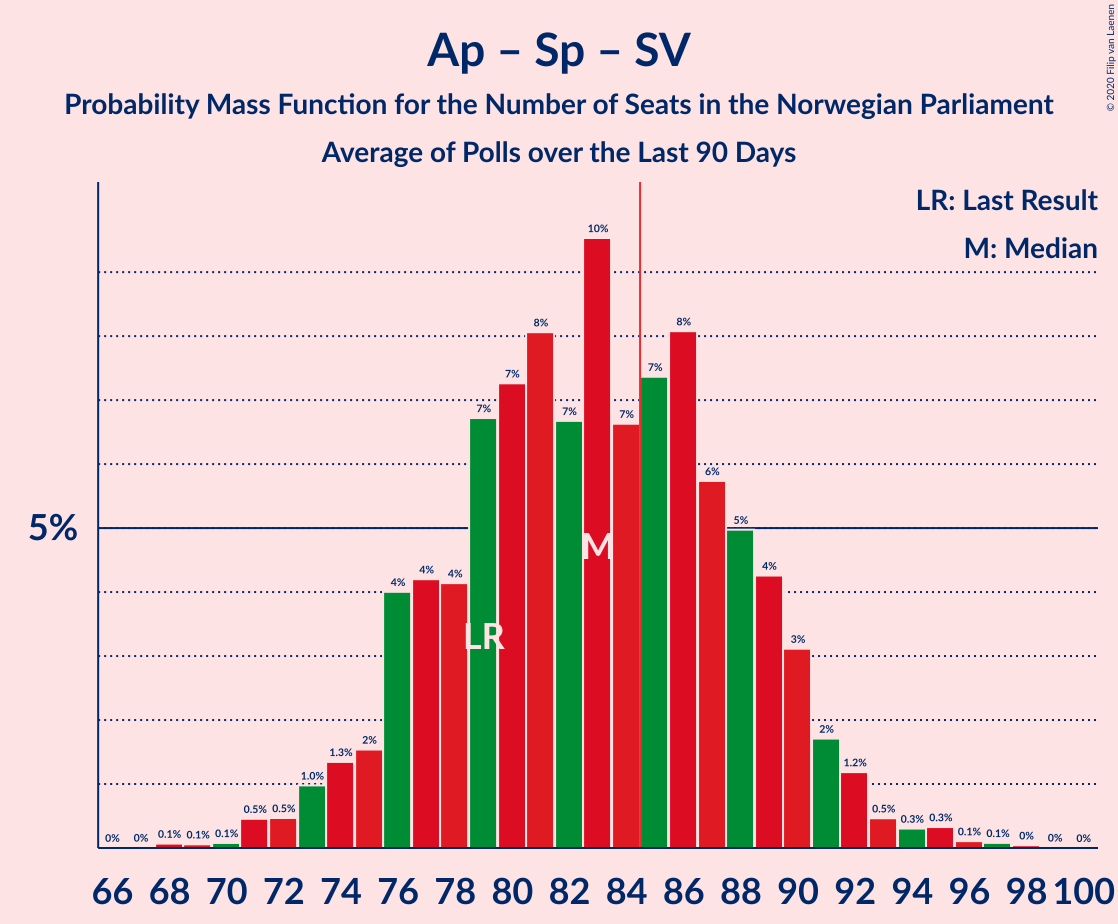 Ap – Sp – SV
Probability Mass Function for the Number of Seats in the Norwegian Parliament
Average of Polls over the Last 90 Days
© 2020 Filip van Laenen
LR: Last Result
M: Median
5%
0% 0% 0.1% 0.1% 0.1% 0.5% 0.5% 1.0% 1.3% 2% 4% 4% 4% 7% 7% 8% 7% 10% 7% 7% 8% 6% 5% 4% 3% 2% 1.2% 0.5% 0.3% 0.3% 0.1% 0.1% 0% 0% 0%
M
LR
66 68 70 72 74 76 78 80 82 84 86 88 90 92 94 96 98 100